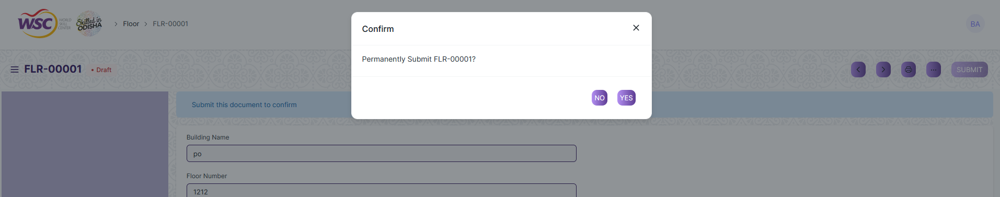 WSC WORLD SKILL CENTER
Skilled in ODISHA
> Floor > FLR-00001
BA
Confirm
Permanently Submit FLR-00001?
NO YES
FLR-00001 • Draft
... SUBMIT
Submit this document to confirm
Building Name
po
Floor Number
1212